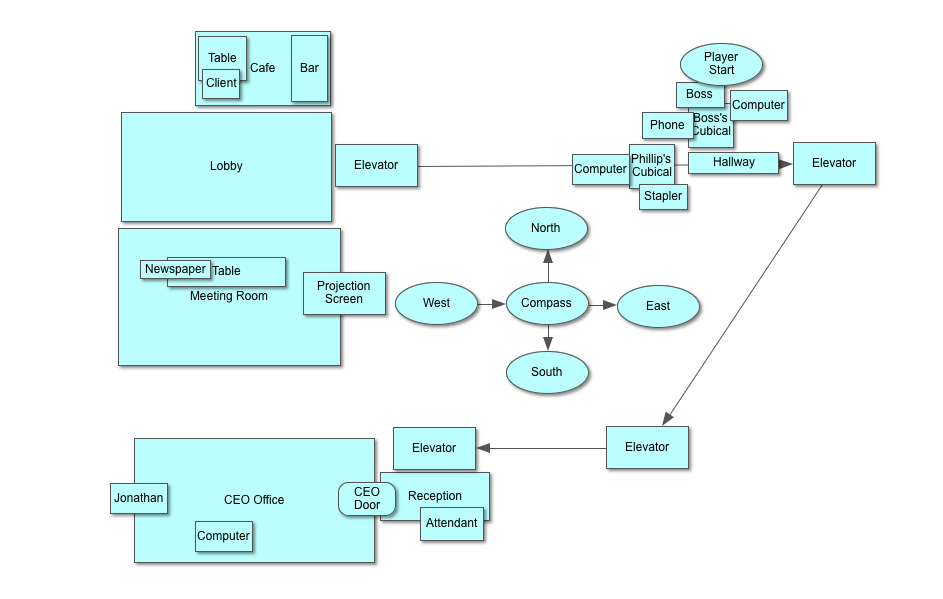 Player
Start
Table
Cafe
Bar
Client
Boss
Computer
Phone
Boss's
Cubical
Lobby
Elevator
Computer
Phillip's
Cubical
Hallway
Elevator
Stapler
North
Newspaper
Table
Meeting Room
Projection
Screen
West
Compass
East
South
Elevator
Elevator
Jonathan
CEO Office
CEO
Door
Reception
Attendant
Computer